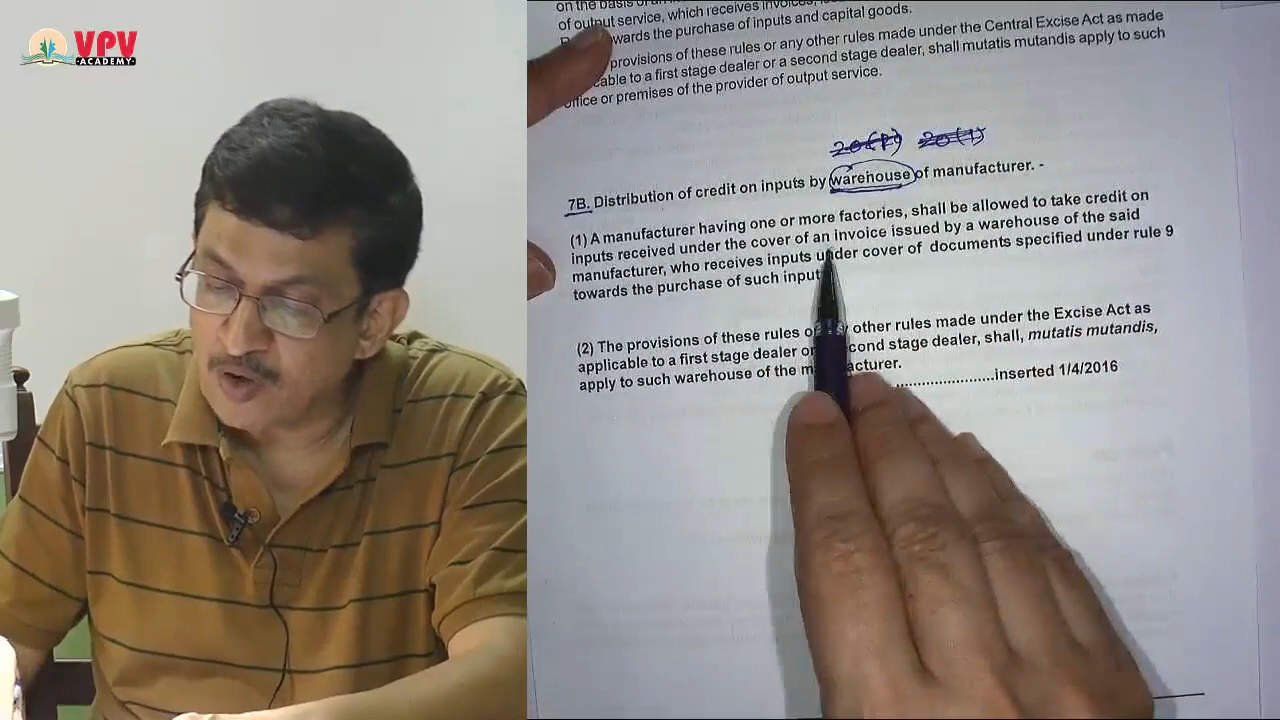 VPV
ACADEMY
on the basis of an
of output service, which receives invoices,
towards the purchase of inputs and capital goods.
provisions of these rules or any other rules made under the Central Excise Act as made
cable to a first stage dealer or a second stage dealer, shall mutatis mutandis apply to such
office or premises of the provider of output service.
7B. Distribution of credit on inputs by warehouse of manufacturer. -
(1) A manufacturer having one or more factories, shall be allowed to take credit on
inputs received under the cover of an invoice issued by a warehouse of the said
manufacturer, who receives inputs under cover of documents specified under rule 9
towards the purchase of such input
(2) The provisions of these rules other rules made under the Excise Act as
applicable to a first stage dealer or second stage dealer, shall, mutatis mutandis,
apply to such warehouse of the manufacturer.
........................inserted 1/4/2016